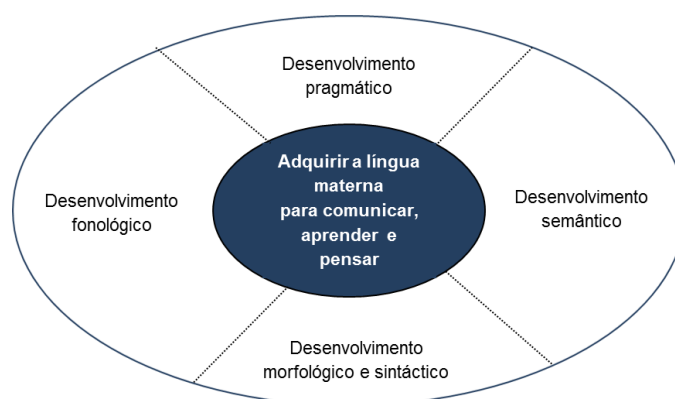 Desenvolvimento
pragmático
Adquirir a língua
materna
para comunicar,
aprender e
pensar
Desenvolvimento
fonológico
Desenvolvimento
semântico
Desenvolvimento
morfológico e sintáctico